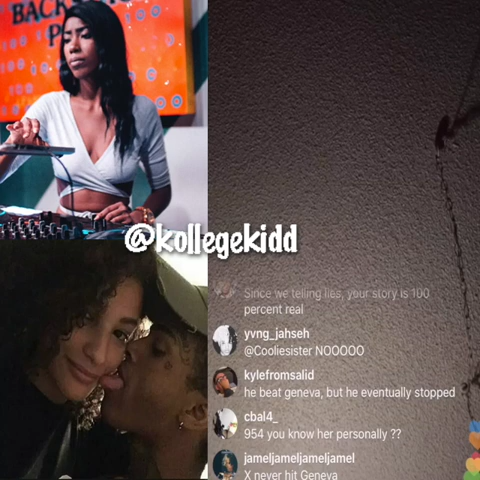 BACKS
P
@kollegekidd
Since we telling lies, your story is 100
percent real
yvng_jahseh
@Cooliesister NOOOOO
kylefromsalid
he beat geneva, but he eventually stopped
cbal4_
954 you know her personally ??
jameljameljameljamel
X never hit Geneva